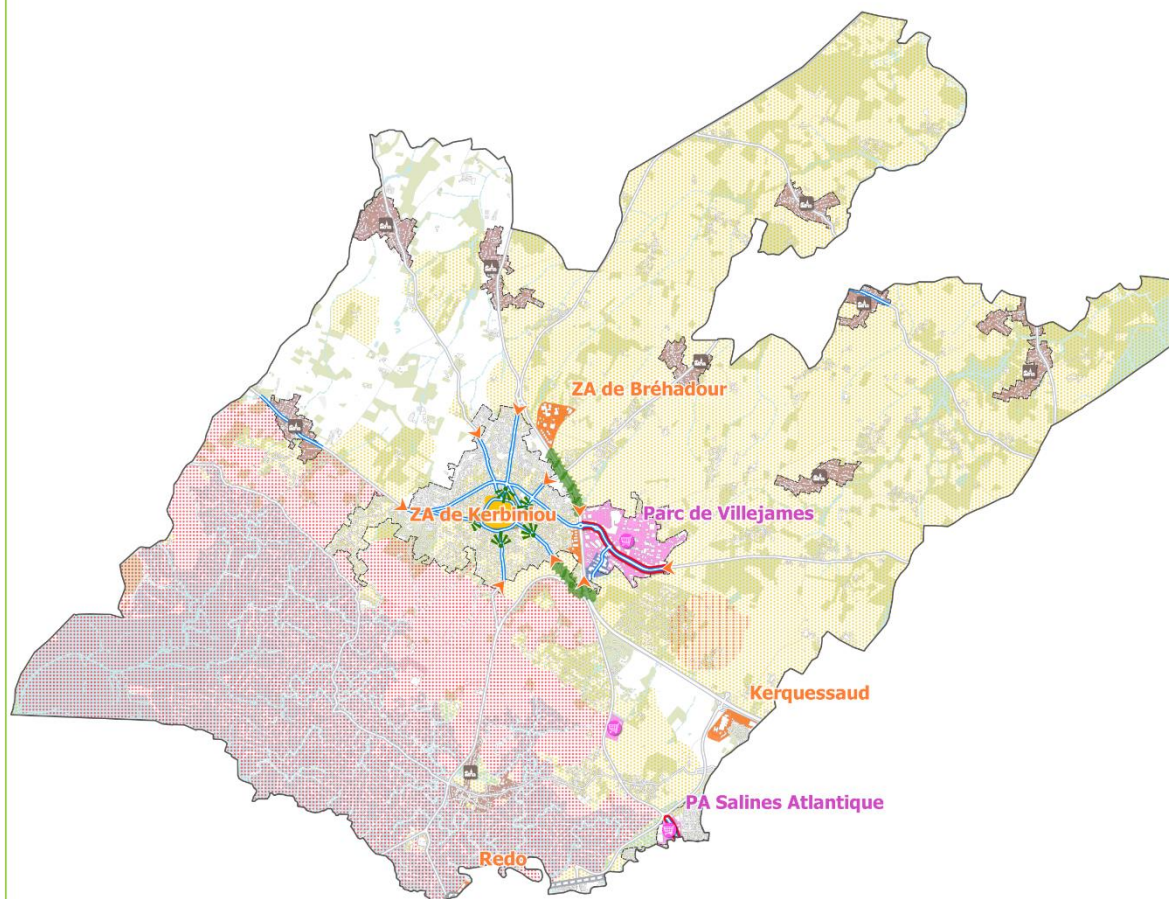 ZA de Bréhadour
ZA de Kerbiniou
Parc de Villejames
Kerquessaud
PA Salines Atlantique
Redo